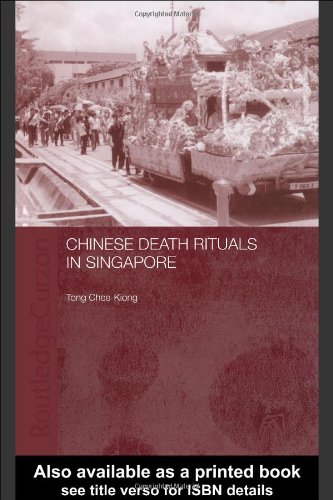 CHINESE DEATH RITUALS
IN SINGAPORE
Tong Chee-Kiong
RoutledgeCurzon
Also available as a printed book
see title verso for ISBN details